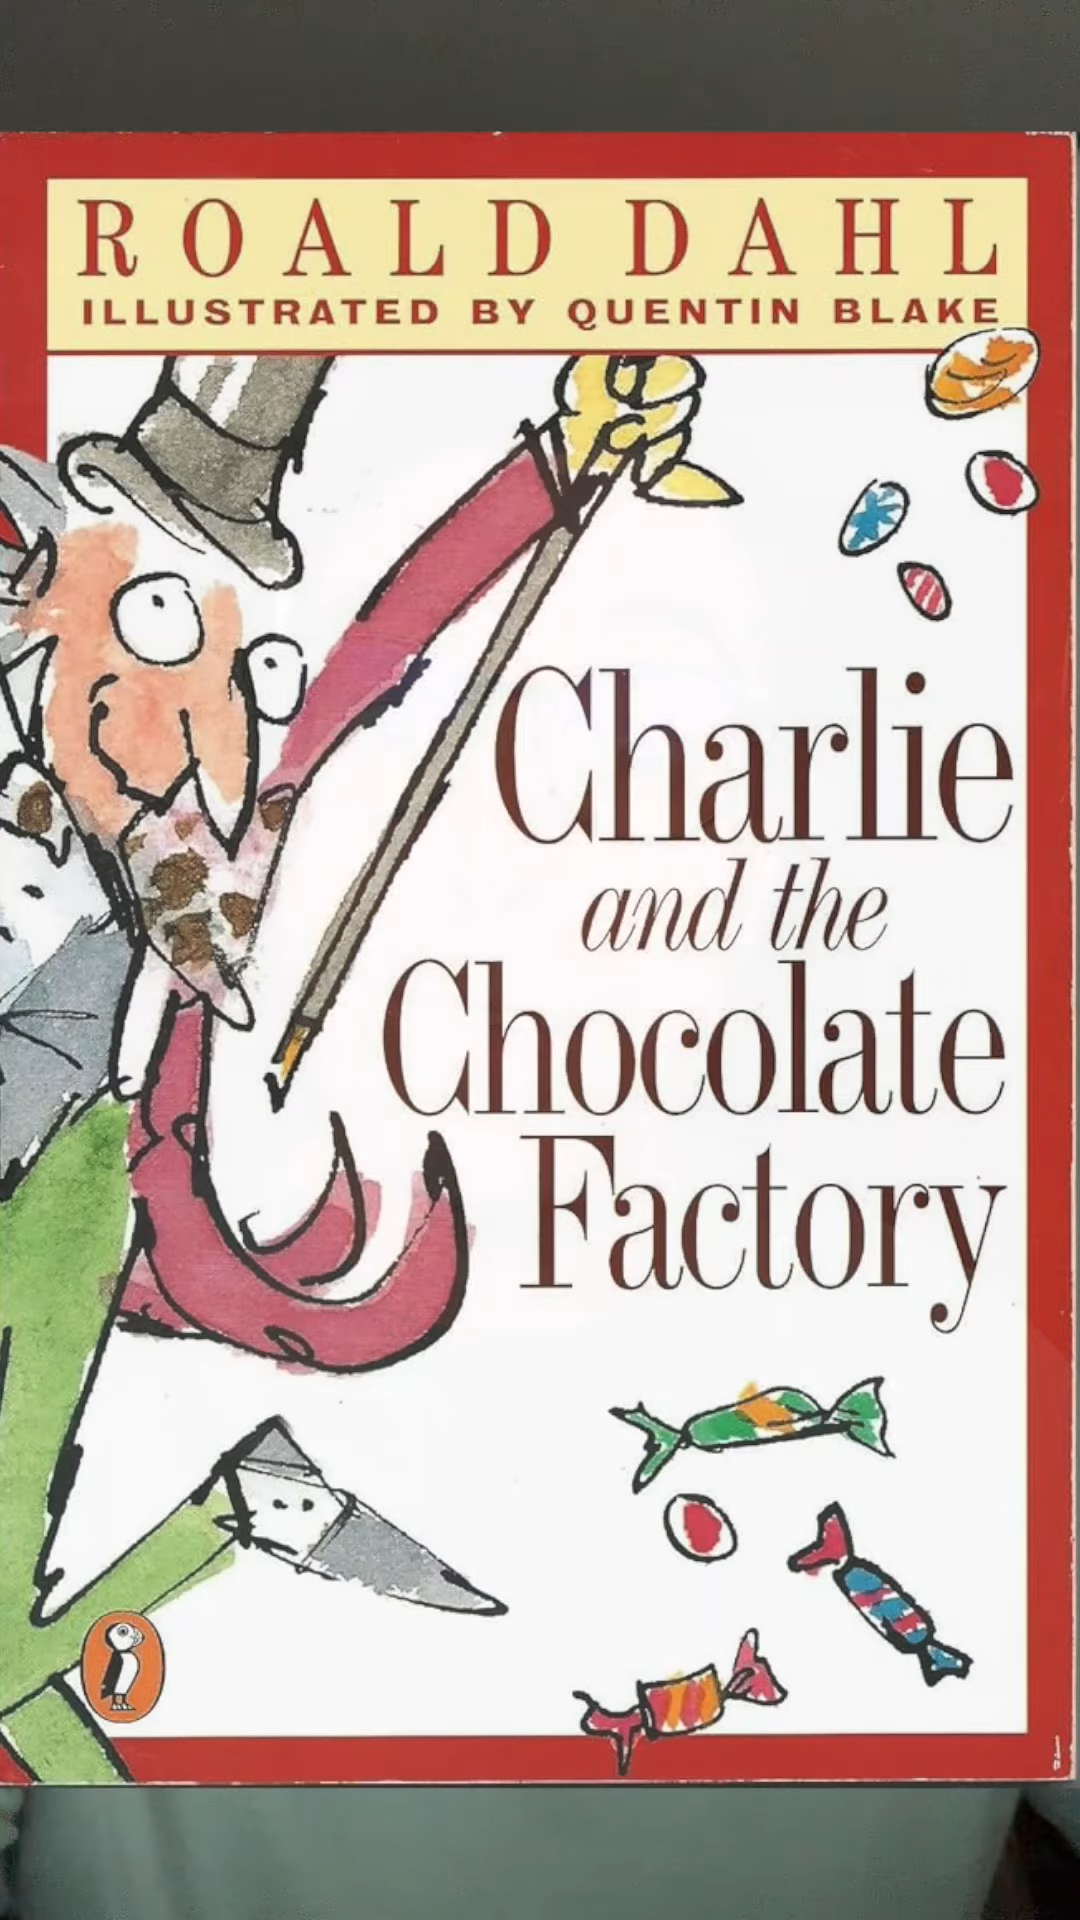 ROALD DAHL
ILLUSTRATED BY QUENTIN BLAKE
Charlie
and the
Chocolate
Factory